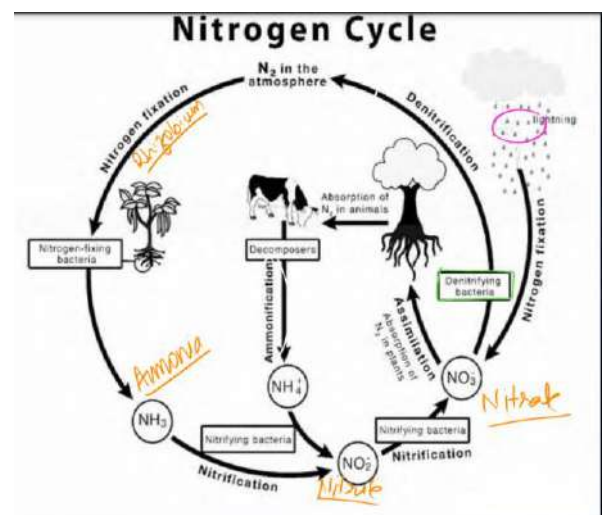 Nitrogen Cycle
N₂ in the
atmosphere
Nitrogen fixation
Rhizobium
Denitrification
lightning
Absorption of
N₂ in animals
Nitrogen-fixing
bacteria
Decomposers
Denitrifying
bacteria
Nitrogen fixation
Ammonification
Assimilation
Absorption of
N₂ in plants
Ammonia
NH₄⁺
NO₃⁻
Nitrate
NH₃
Nitrifying bacteria
Nitrifying bacteria
NO₂⁻
Nitrification
Nitrification